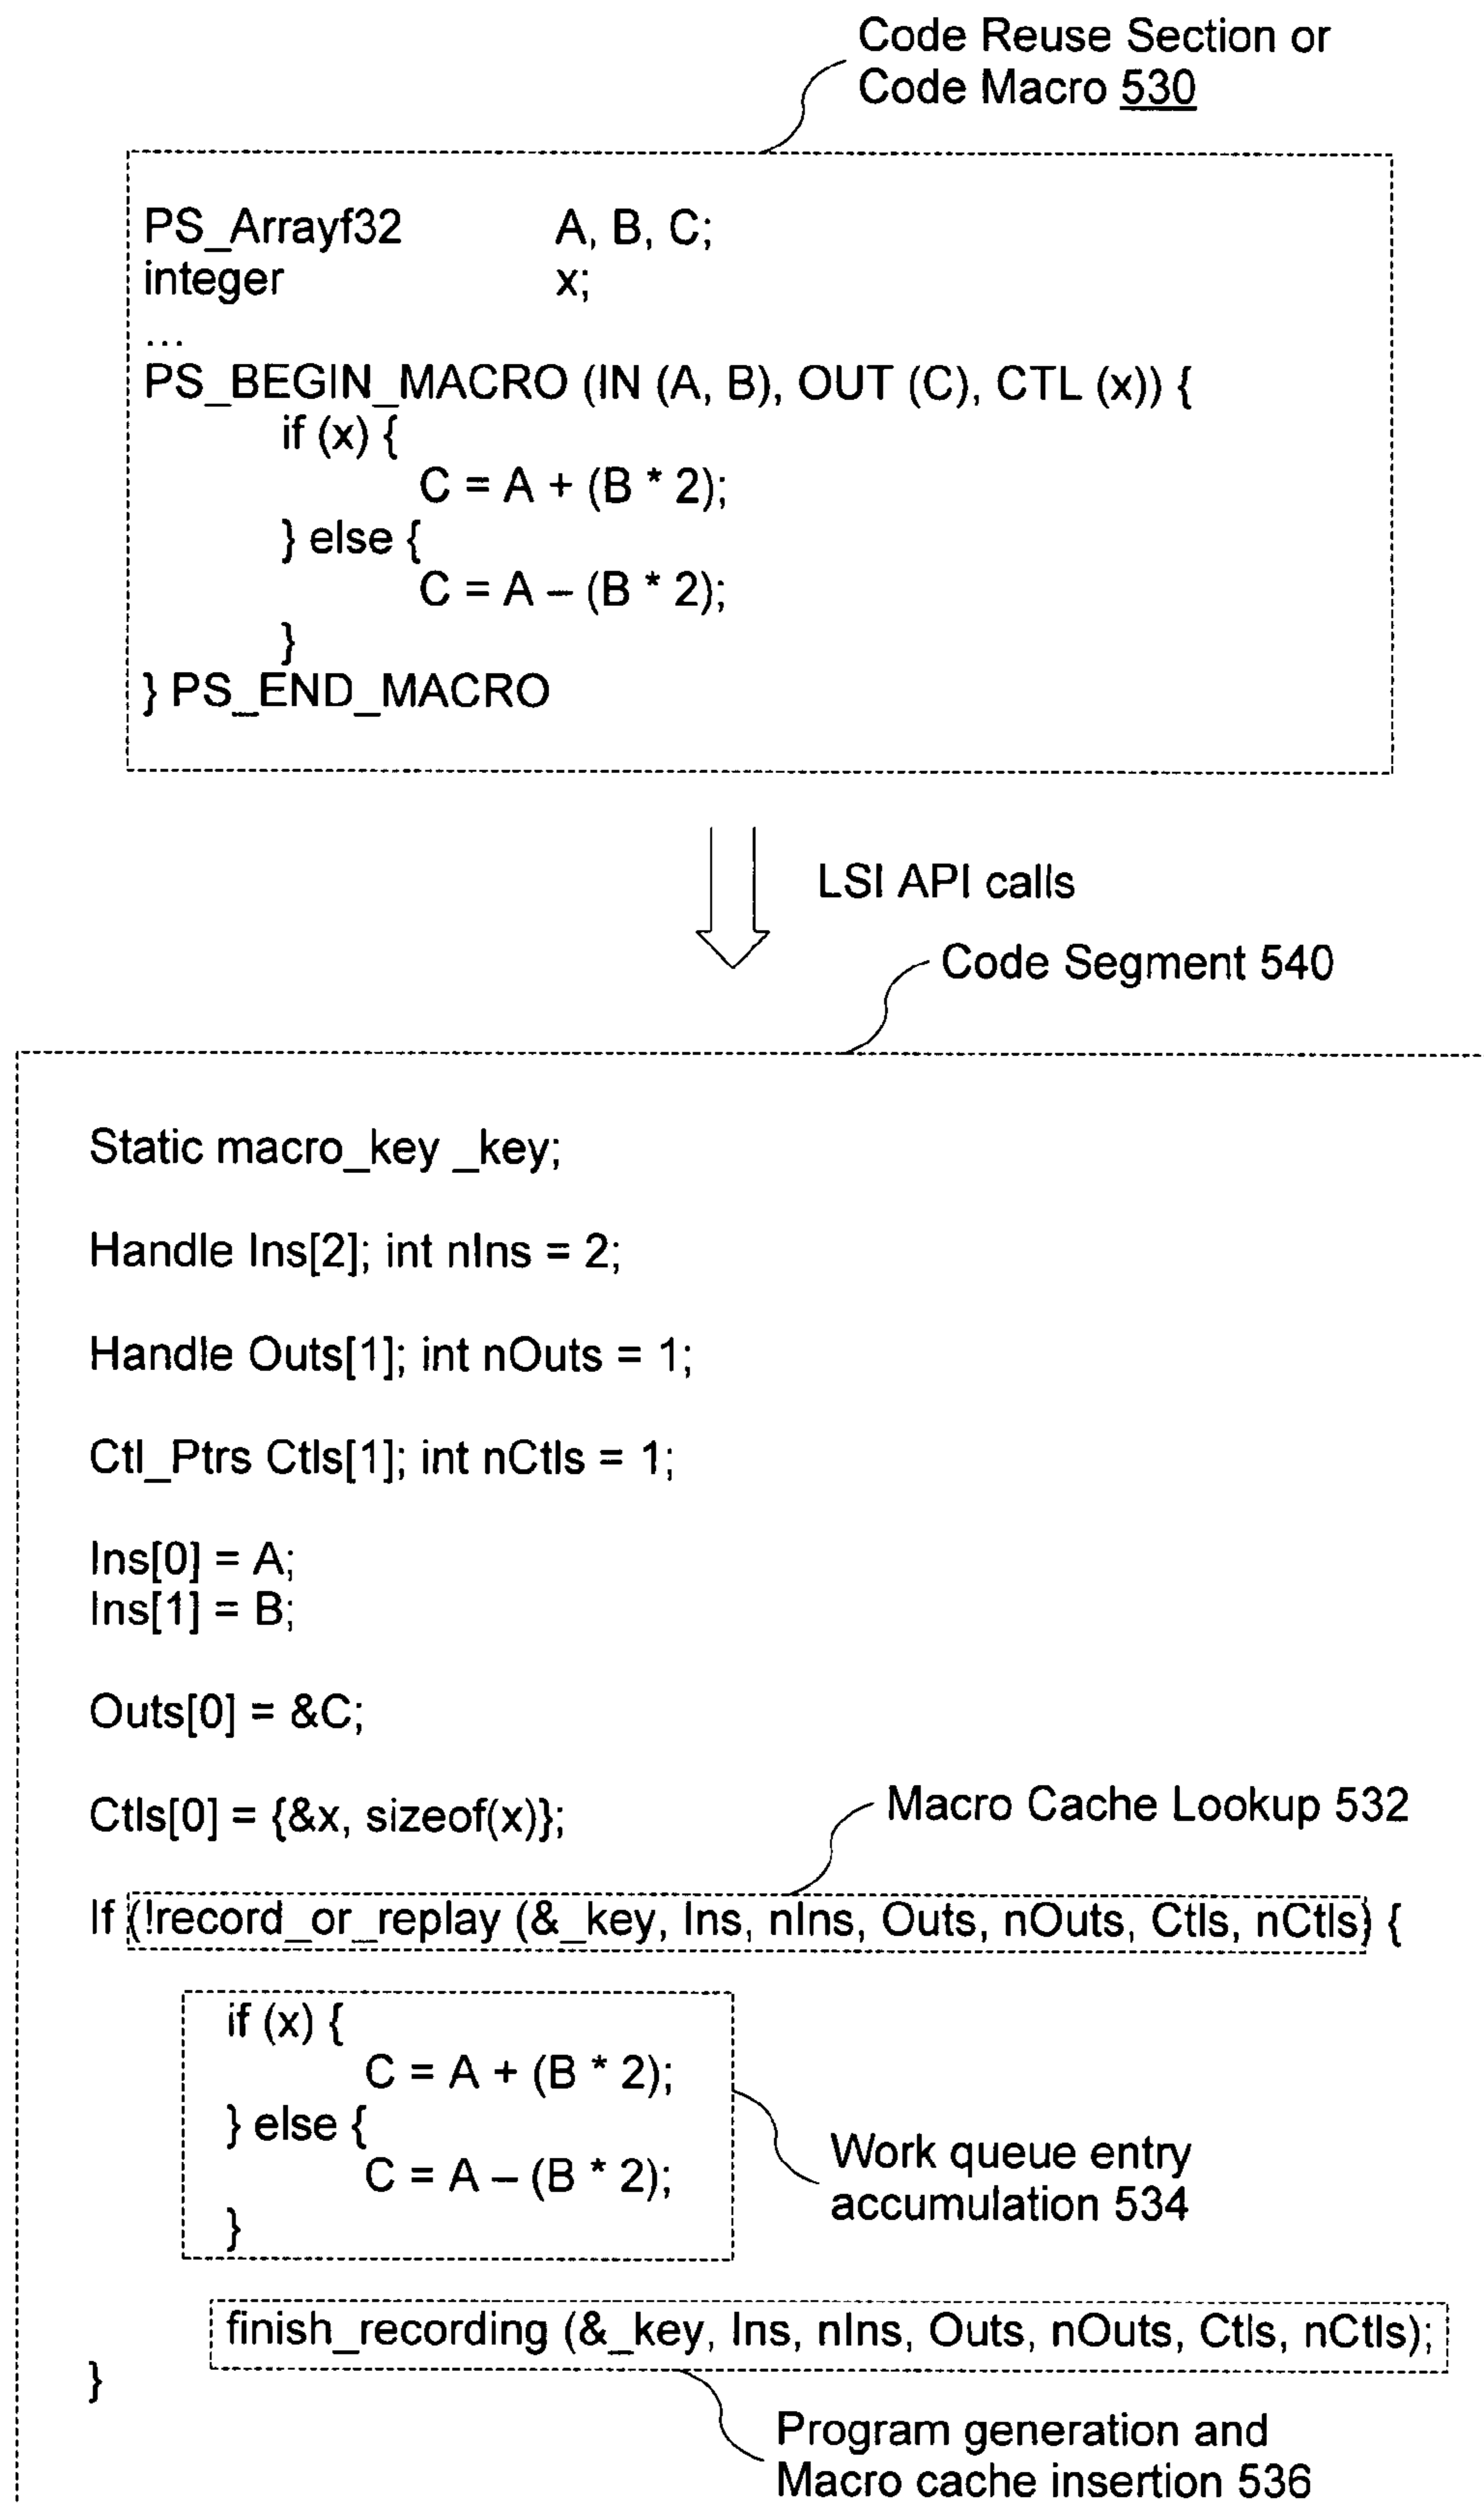 Code Reuse Section or
Code Macro 530
PS_Arrayf32 A, B, C;
integer x;
...
PS_BEGIN_MACRO (IN (A, B), OUT (C), CTL (x)) {
if (x) {
C = A + (B * 2);
} else {
C = A – (B * 2);
}
} PS_END_MACRO
LSI API calls
Code Segment 540
Static macro_key _key;
Handle Ins[2]; int nIns = 2;
Handle Outs[1]; int nOuts = 1;
Ctl_Ptrs Ctls[1]; int nCtls = 1;
Ins[0] = A;
Ins[1] = B;
Outs[0] = &C;
Ctls[0] = {&x, sizeof(x)};
Macro Cache Lookup 532
If (!record_or_replay (&_key, Ins, nIns, Outs, nOuts, Ctls, nCtls) {
if (x) {
C = A + (B * 2);
} else {
C = A – (B * 2);
}
Work queue entry
accumulation 534
finish_recording (&_key, Ins, nIns, Outs, nOuts, Ctls, nCtls);
}
Program generation and
Macro cache insertion 536